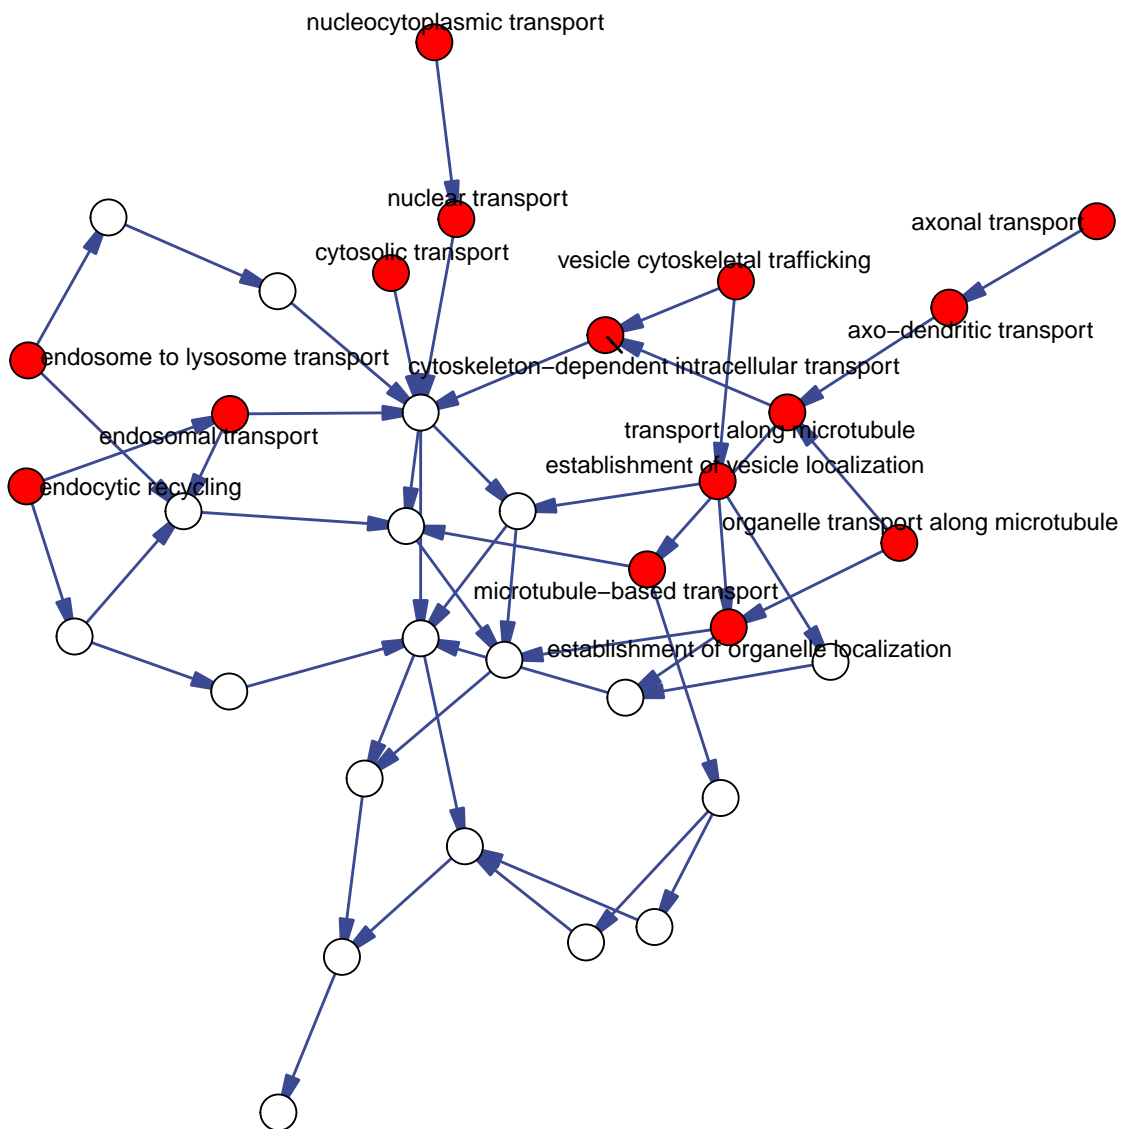 nucleocytoplasmic transport
nuclear transport
axonal transport
cytosolic transport
vesicle cytoskeletal trafficking
axo−dendritic transport
endosome to lysosome transport
cytoskeleton−dependent intracellular transport
endosomal transport
transport along microtubule
establishment of vesicle localization
endocytic recycling
organelle transport along microtubule
microtubule−based transport
establishment of organelle localization